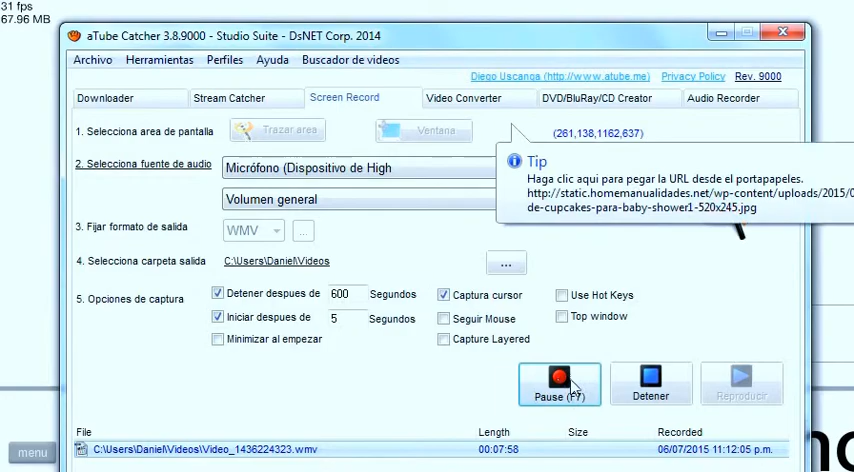 31 fps
67.96 MB
aTube Catcher 3.8.9000 - Studio Suite - DsNET Corp. 2014
Archivo Herramientas Perfiles Ayuda Buscador de videos
Diego Uscanga (http://www.atube.me) Privacy Policy Rev. 9000
Downloader Stream Catcher Screen Record Video Converter DVD/BluRay/CD Creator Audio Recorder
1. Selecciona area de pantalla Trazar area Ventana (261,138,1162,637)
2. Selecciona fuente de audio Micrófono (Dispositivo de High
Tip
Haga clic aqui para pegar la URL desde el portapapeles.
http://static.homemanualidades.net/wp-content/uploads/2015/0
de-cupcakes-para-baby-shower1-520x245.jpg
Volumen general
3. Fijar formato de salida WMV ...
4. Selecciona carpeta salida C:\Users\Daniel\Videos ...
5. Opciones de captura Detener despues de 600 Segundos Captura cursor Use Hot Keys
Iniciar despues de 5 Segundos Seguir Mouse Top window
Minimizar al empezar Capture Layered
Pause (F7) Detener Reproducir
File Length Size Recorded
C:\Users\Daniel\Videos\Video_1436224323.wmv 00:07:58 06/07/2015 11:12:05 p.m.
menu